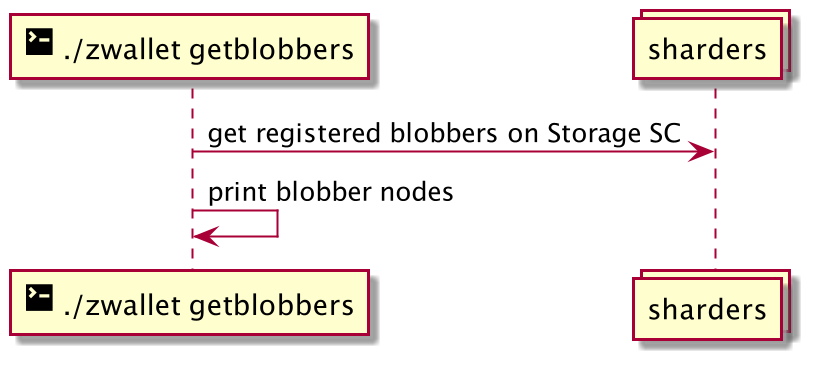 ./zwallet getblobbers
sharders
get registered blobbers on Storage SC
print blobber nodes
./zwallet getblobbers
sharders